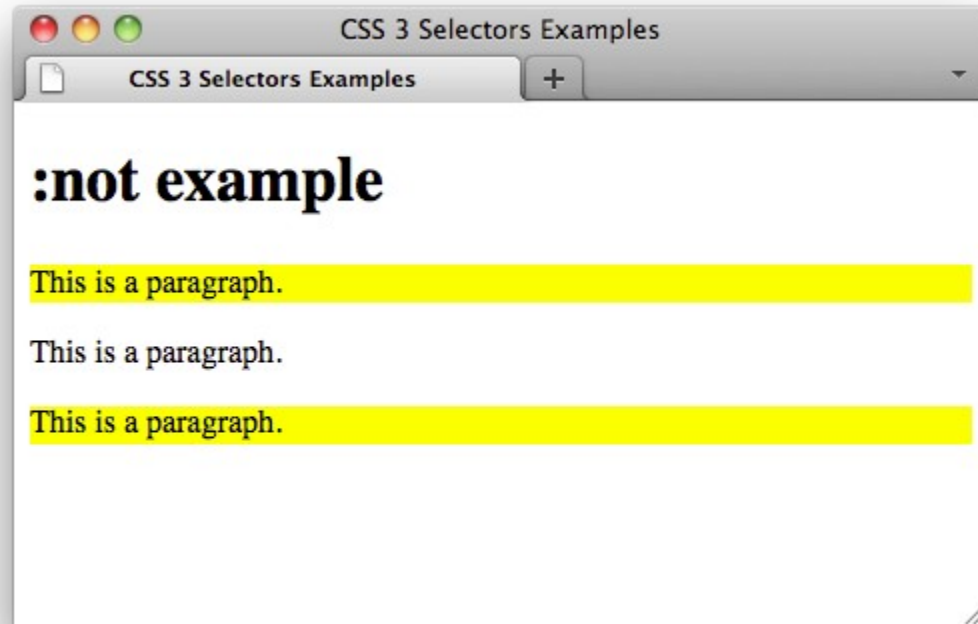 CSS 3 Selectors Examples
CSS 3 Selectors Examples
:not example
This is a paragraph.
This is a paragraph.
This is a paragraph.